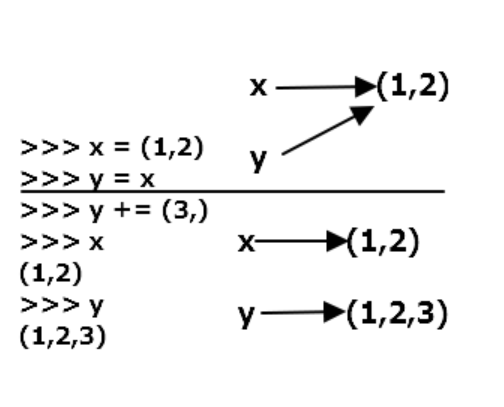 x (1,2)
>>> x = (1,2)
y
>>> y = x
>>> y += (3,)
>>> x
x (1,2)
(1,2)
>>> y
y (1,2,3)
(1,2,3)